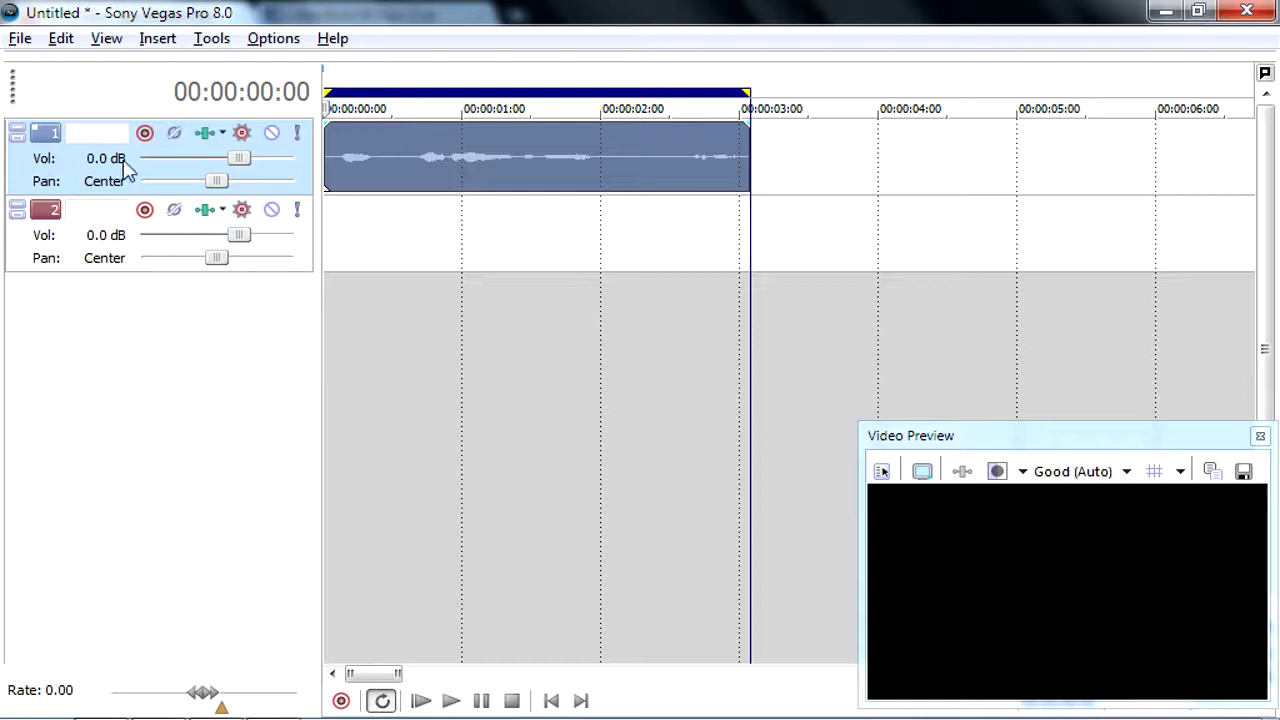 Untitled * - Sony Vegas Pro 8.0
File Edit View Insert Tools Options Help
00:00:00:00
00:00:00 00:00:01:00 00:00:02:00 00:00:03:00 00:00:04:00 00:00:05:00 00:00:06:00
1
Vol: 0.0 dB
Pan: Center
2
Vol: 0.0 dB
Pan: Center
Video Preview
Good (Auto)
Rate: 0.00